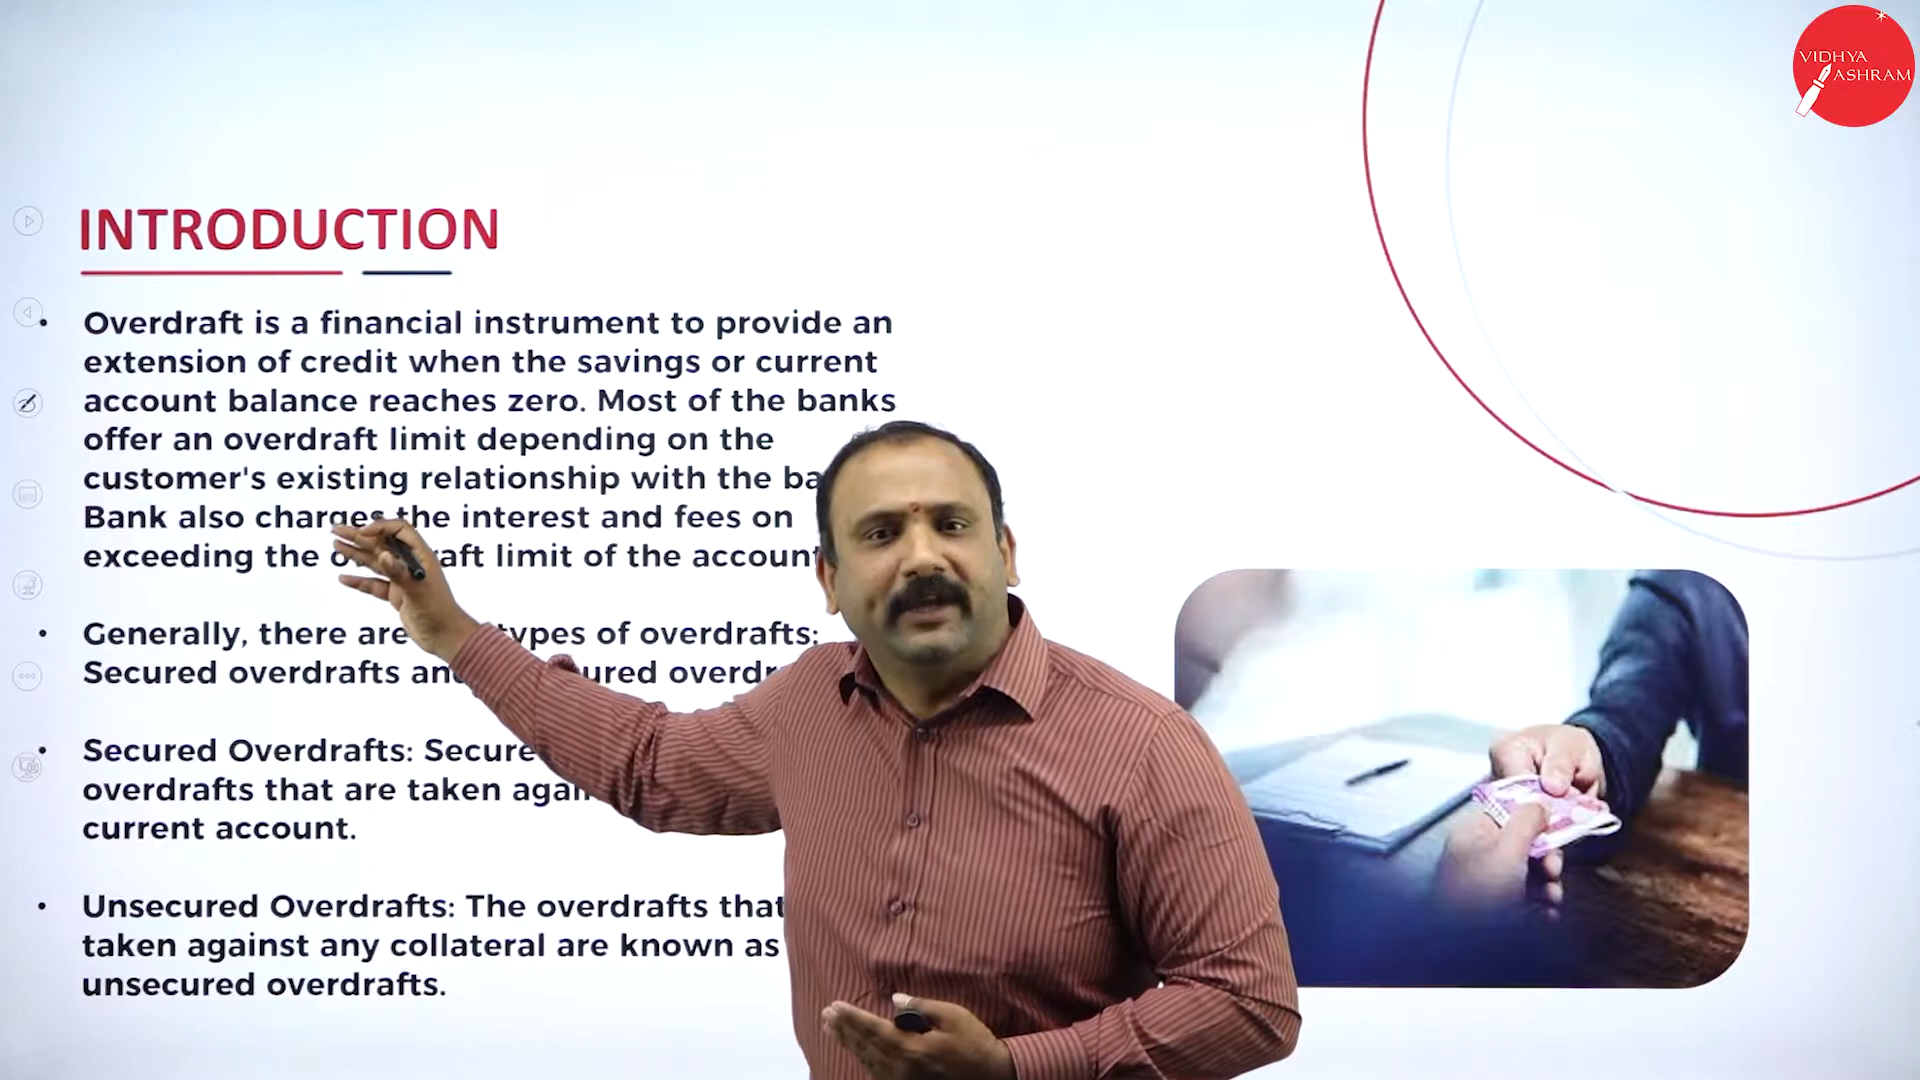 VIDHYA
ASHRAM
INTRODUCTION
• Overdraft is a financial instrument to provide an
extension of credit when the savings or current
account balance reaches zero. Most of the banks
offer an overdraft limit depending on the
customer's existing relationship with the
Bank also charges the interest and fees on
exceeding the limit of the account
• Generally, there are types of overdrafts:
Secured overdrafts
• Secured Overdrafts:
overdrafts that are taken
current account.
• Unsecured Overdrafts: The overdrafts that
taken against any collateral are known as
unsecured overdrafts.